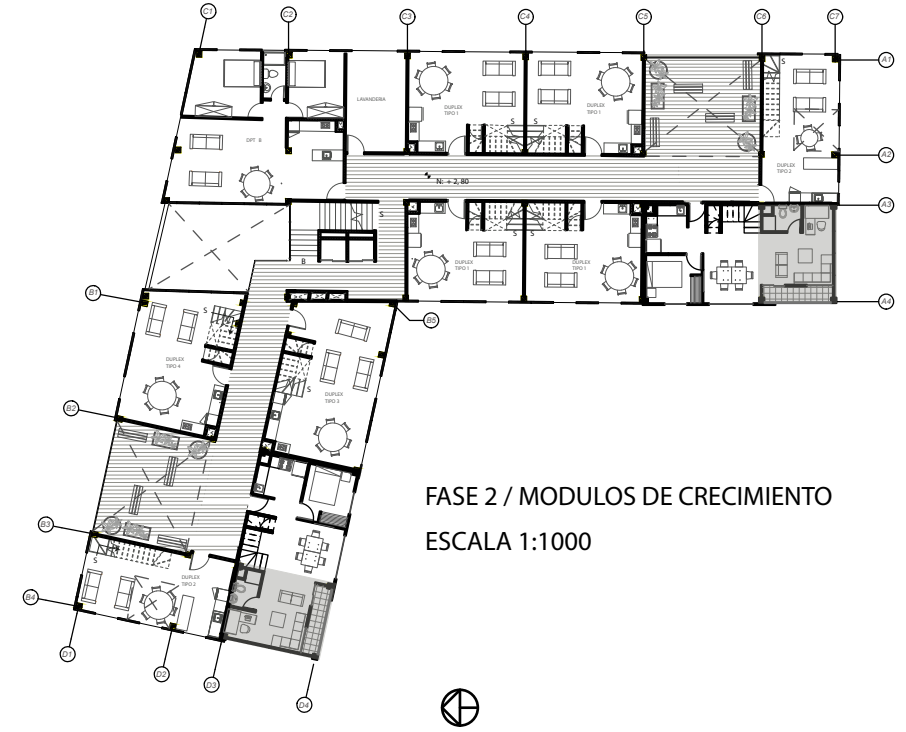 C1
C2
C3
C4
C5
C6
C7
A1
S
LAVANDERIA
DUPLEX
TIPO 1
DUPLEX
TIPO 1
S
S
DPT B
A2
DUPLEX
TIPO 2
N: + 2, 80
A3
S
S
S
B
DUPLEX
TIPO 1
DUPLEX
TIPO 1
B1
A4
B5
S
DUPLEX
TIPO 4
S
DUPLEX
TIPO 3
B2
FASE 2 / MODULOS DE CRECIMIENTO
ESCALA 1:1000
B3
S
DUPLEX
TIPO 2
B4
D1
D2
D3
D4